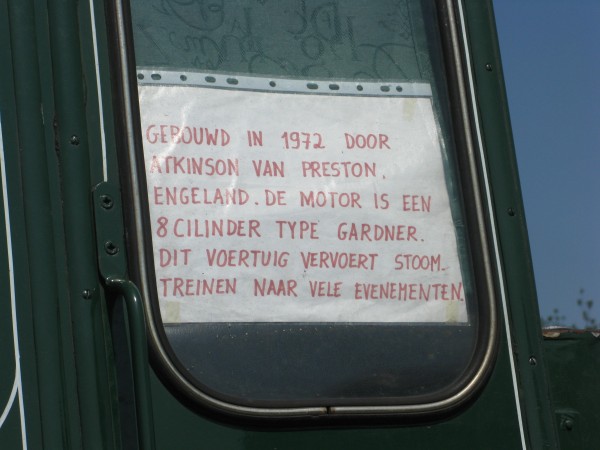 GEBOUWD IN 1972 DOOR
ATKINSON VAN PRESTON.
ENGELAND. DE MOTOR IS EEN
8 CILINDER TYPE GARDNER.
DIT VOERTUIG VERVOERT STOOM-
TREINEN NAAR VELE EVENEMENTEN.